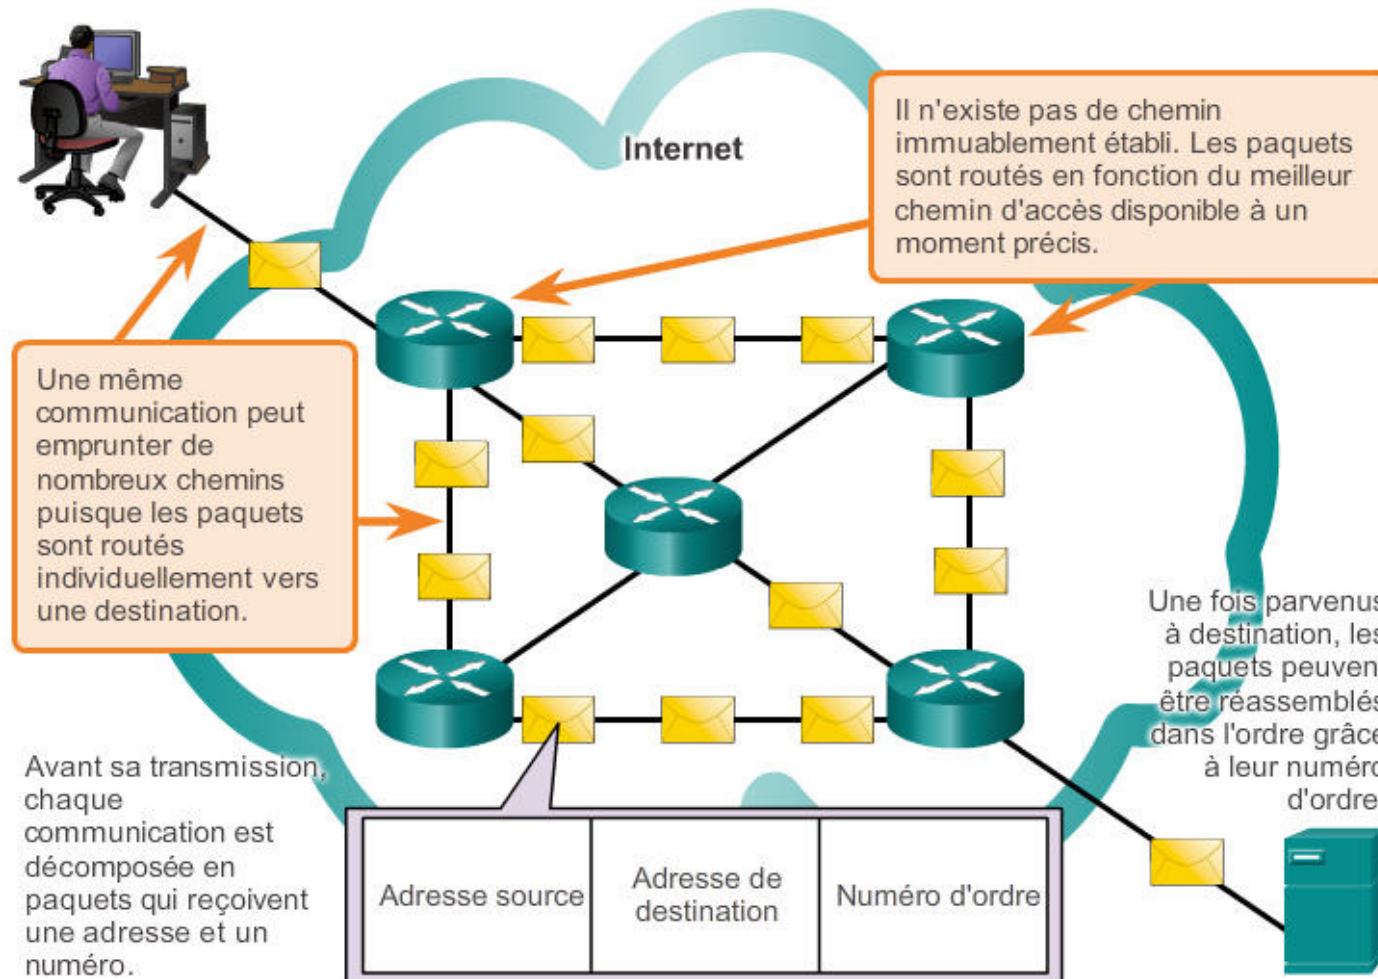 Internet
Il n'existe pas de chemin
immuablement établi. Les paquets
sont routés en fonction du meilleur
chemin d'accès disponible à un
moment précis.
Une même
communication peut
emprunter de
nombreux chemins
puisque les paquets
sont routés
individuellement vers
une destination.
Une fois parvenus
à destination, les
paquets peuven
être réassemblés
dans l'ordre grâce
à leur numéro
d'ordre
Avant sa transmission,
chaque
communication est
décomposée en
paquets qui reçoivent
une adresse et un
numéro.
Adresse source
Adresse de
destination
Numéro d'ordre